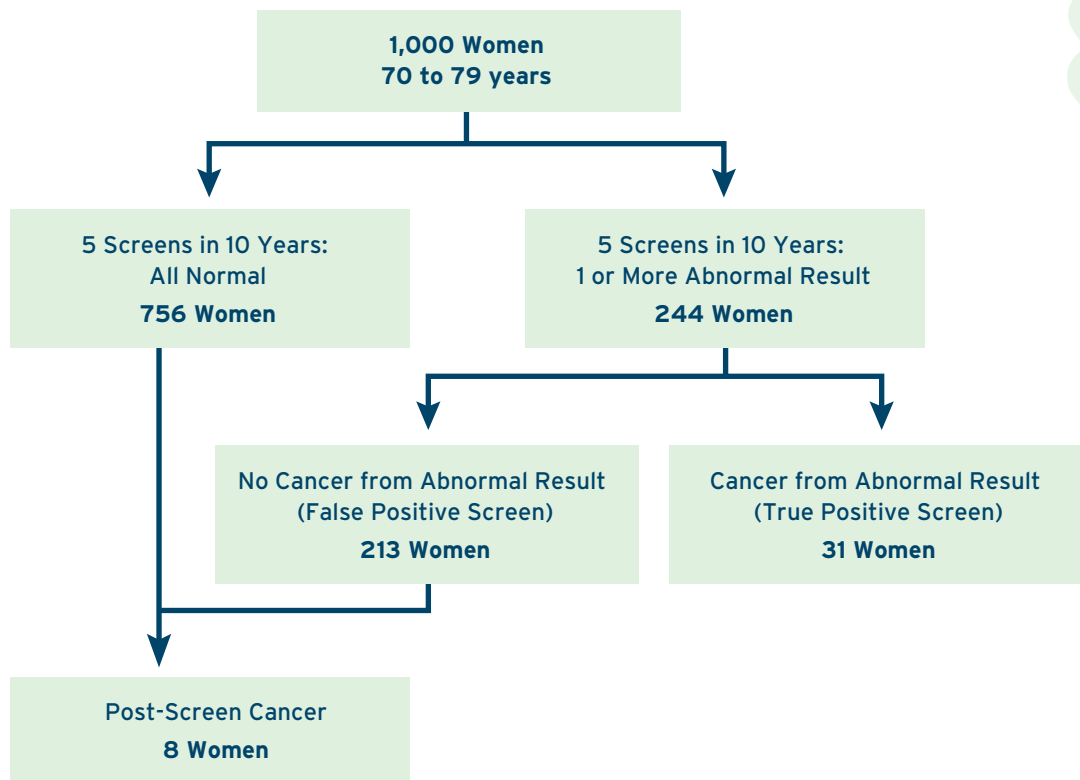 1,000 Women
70 to 79 years
5 Screens in 10 Years:
All Normal
756 Women
5 Screens in 10 Years:
1 or More Abnormal Result
244 Women
No Cancer from Abnormal Result
(False Positive Screen)
213 Women
Cancer from Abnormal Result
(True Positive Screen)
31 Women
Post-Screen Cancer
8 Women